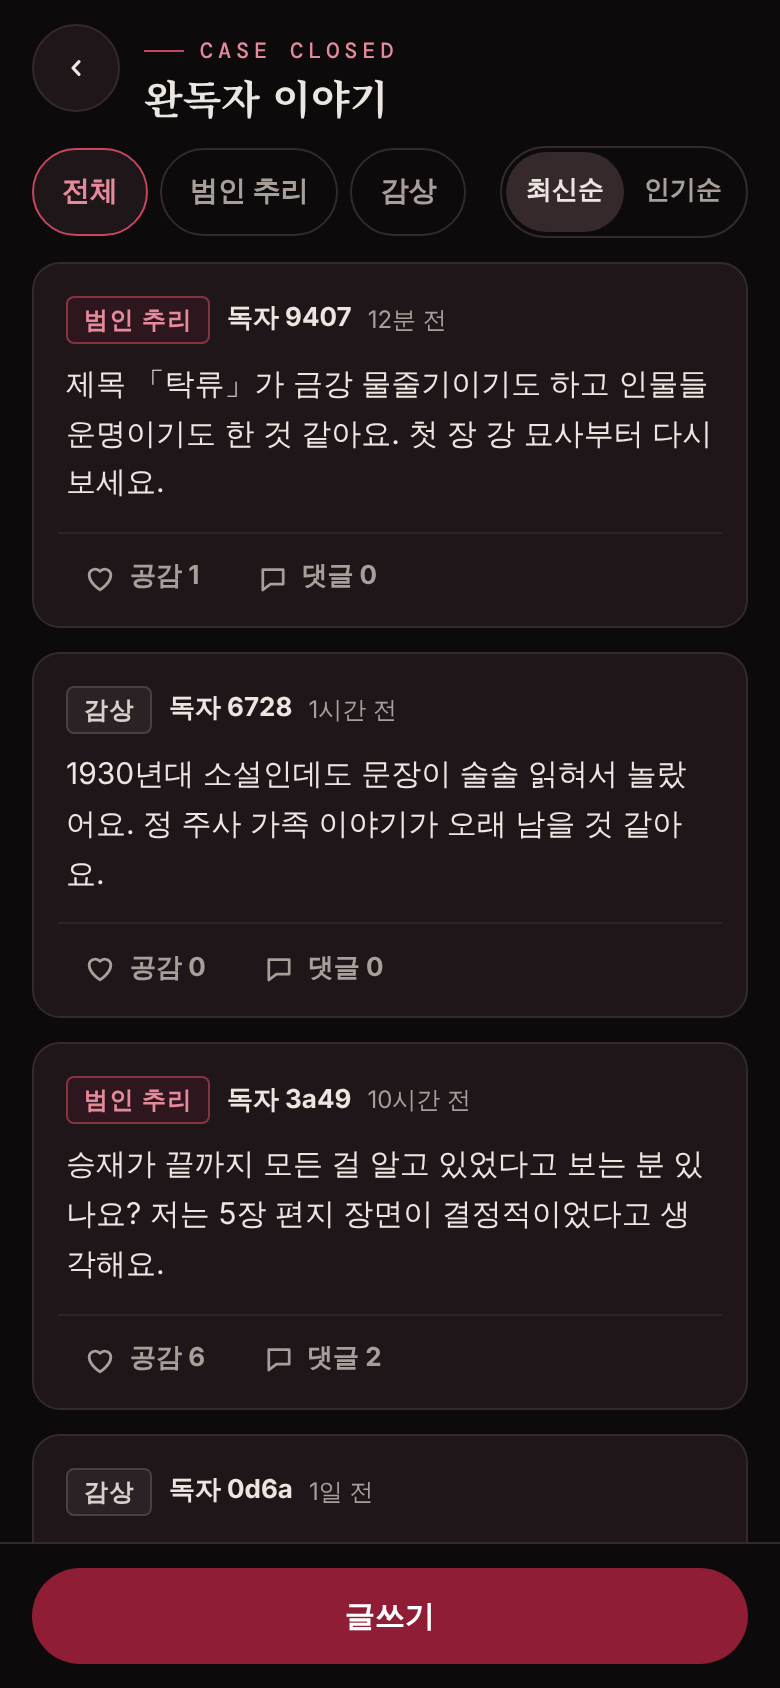 CASE CLOSED
완독자 이야기
전체 범인 추리 감상 최신순 인기순
범인 추리 독자 9407 12분 전
제목 「탁류」가 금강 물줄기이기도 하고 인물들
운명이기도 한 것 같아요. 첫 장 강 묘사부터 다시
보세요.
공감 1 댓글 0
감상 독자 6728 1시간 전
1930년대 소설인데도 문장이 술술 읽혀서 놀랐
어요. 정 주사 가족 이야기가 오래 남을 것 같아
요.
공감 0 댓글 0
범인 추리 독자 3a49 10시간 전
승재가 끝까지 모든 걸 알고 있었다고 보는 분 있
나요? 저는 5장 편지 장면이 결정적이었다고 생
각해요.
공감 6 댓글 2
감상 독자 0d6a 1일 전
글쓰기